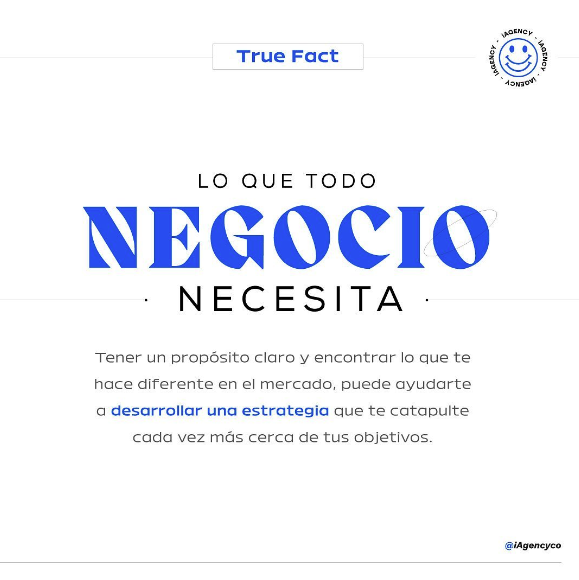 True Fact
iAGENCY - iAGENCY - iAGENCY - iAGENCY -
LO QUE TODO
NEGOCIO
NECESITA
Tener un propósito claro y encontrar lo que te
hace diferente en el mercado, puede ayudarte
a desarrollar una estrategia que te catapulte
cada vez más cerca de tus objetivos.
@iAgencyco